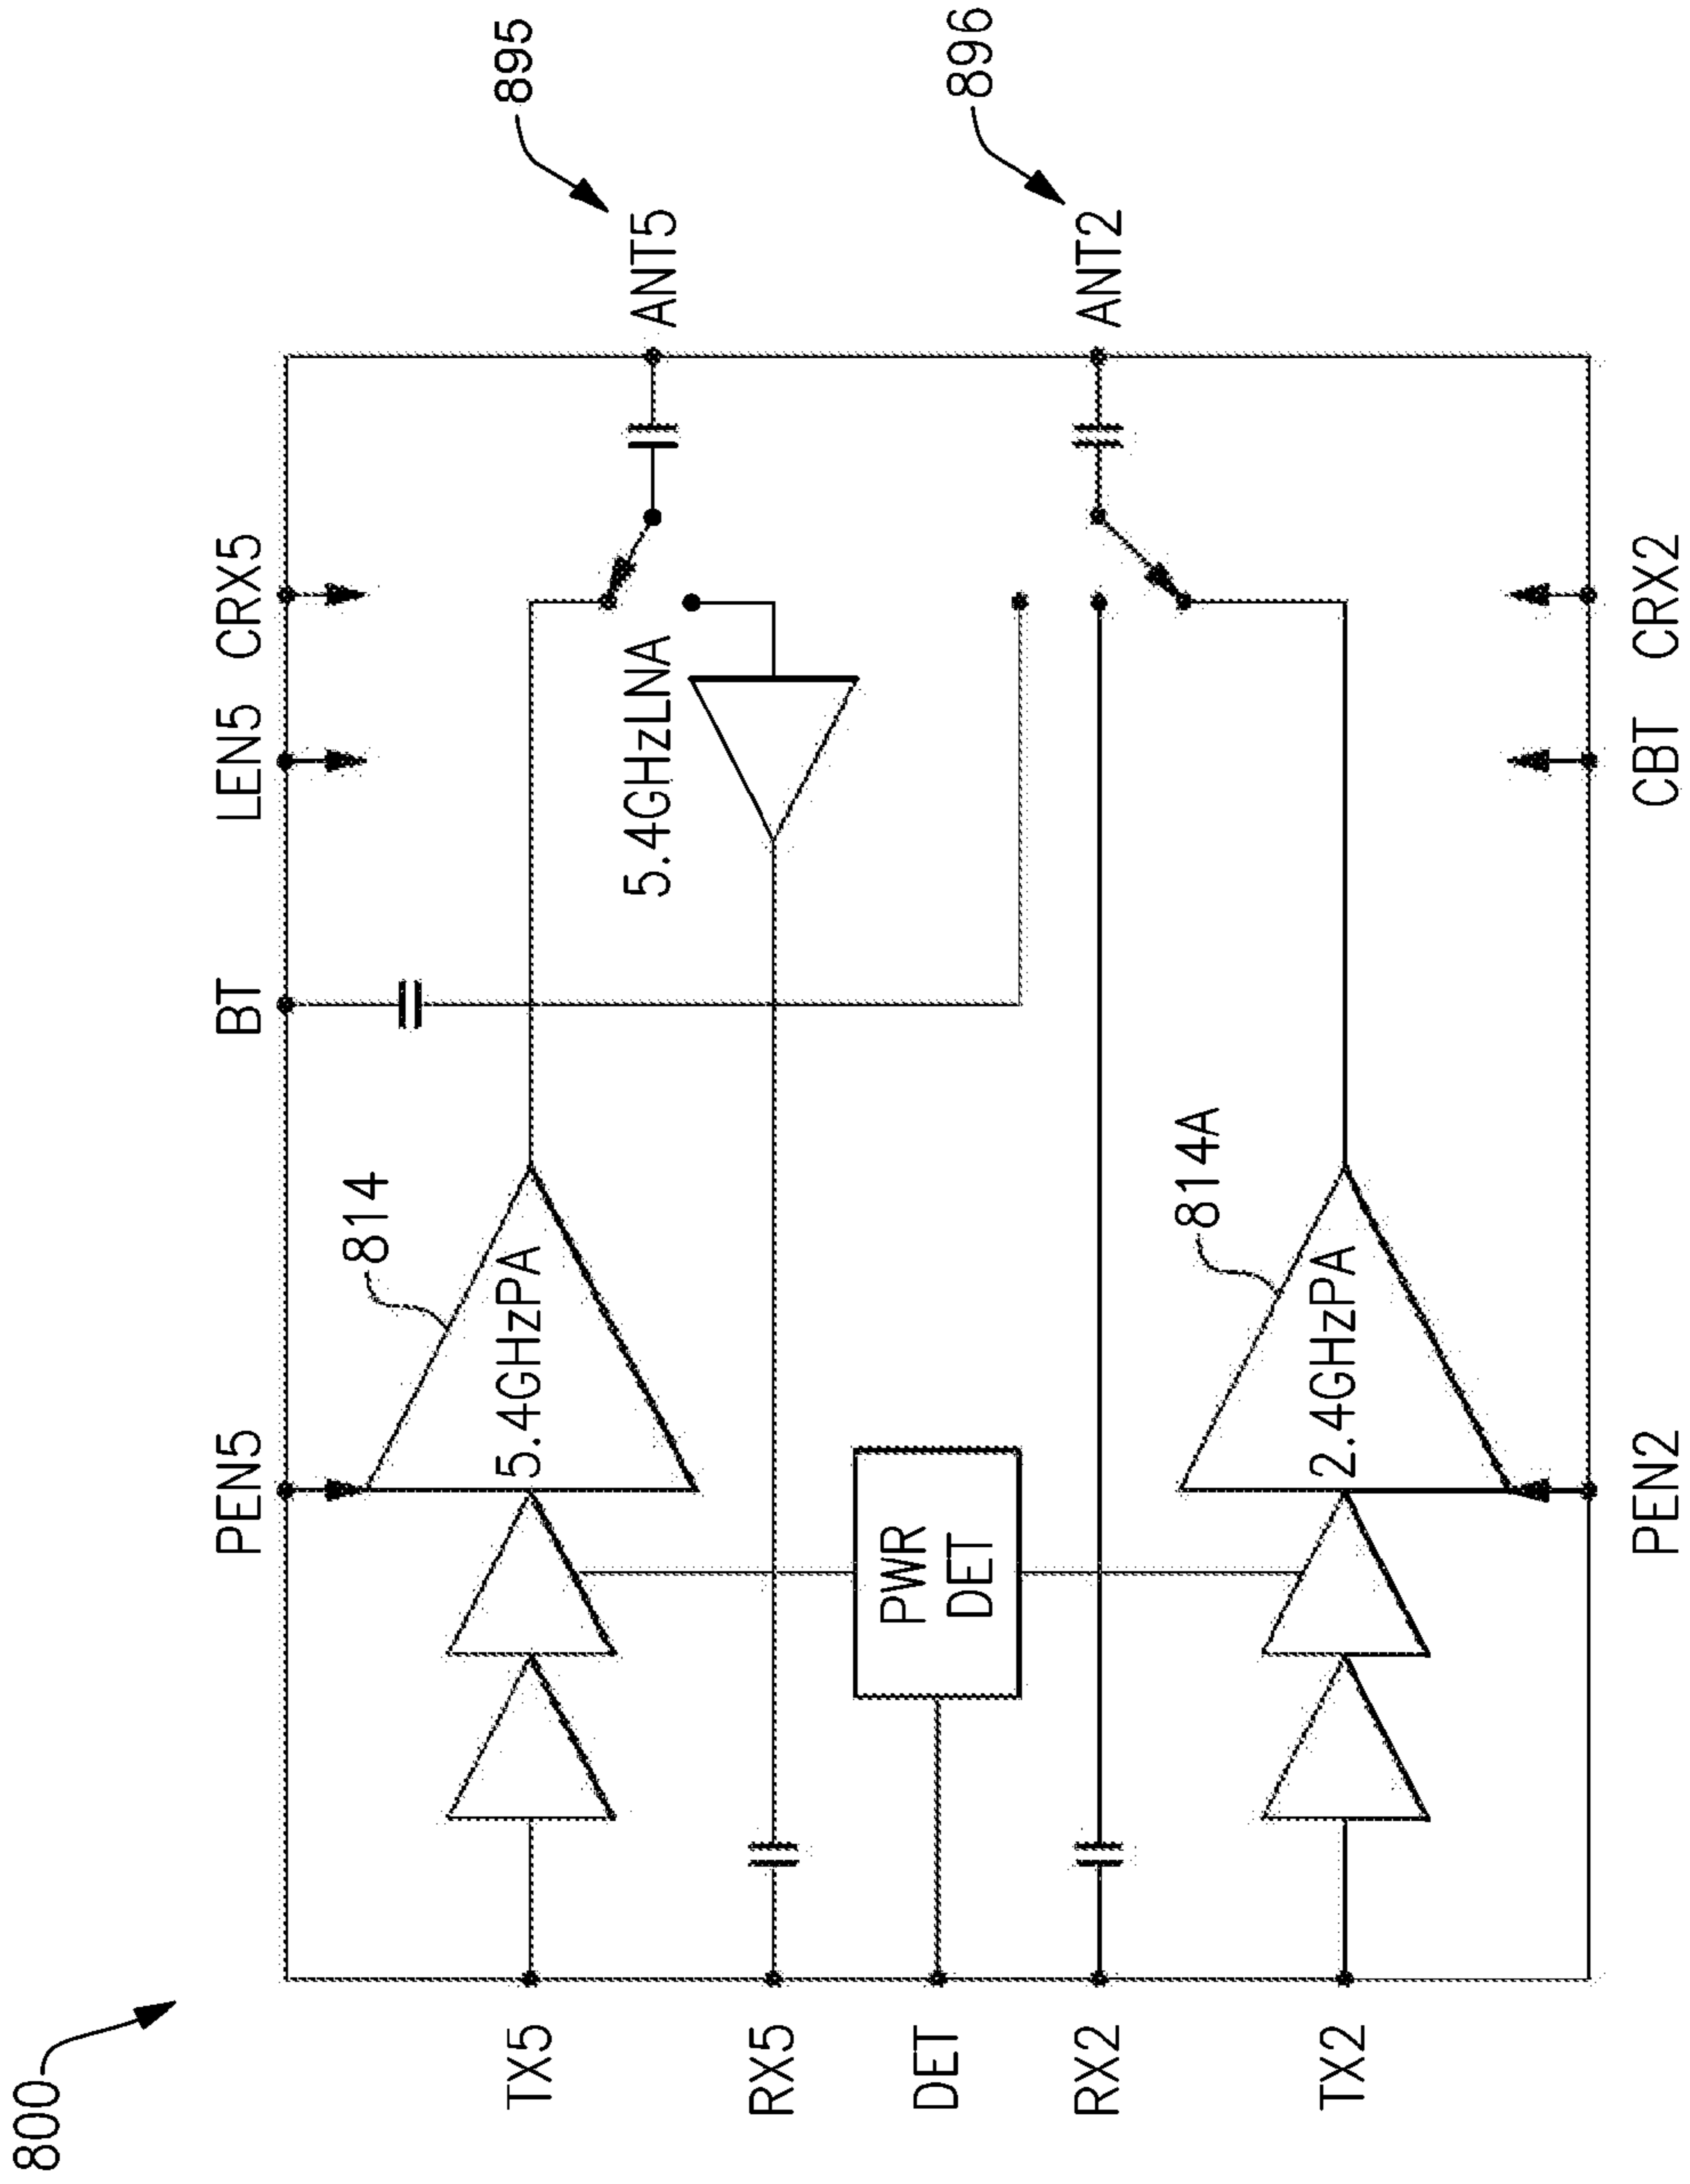 800
PEN5
BT
LEN5
CRX5
895
814
TX5
5.4GHzPA
ANT5
5.4GHzLNA
RX5
PWR
DET
DET
896
RX2
ANT2
814A
TX2
2.4GHzPA
PEN2
CBT
CRX2